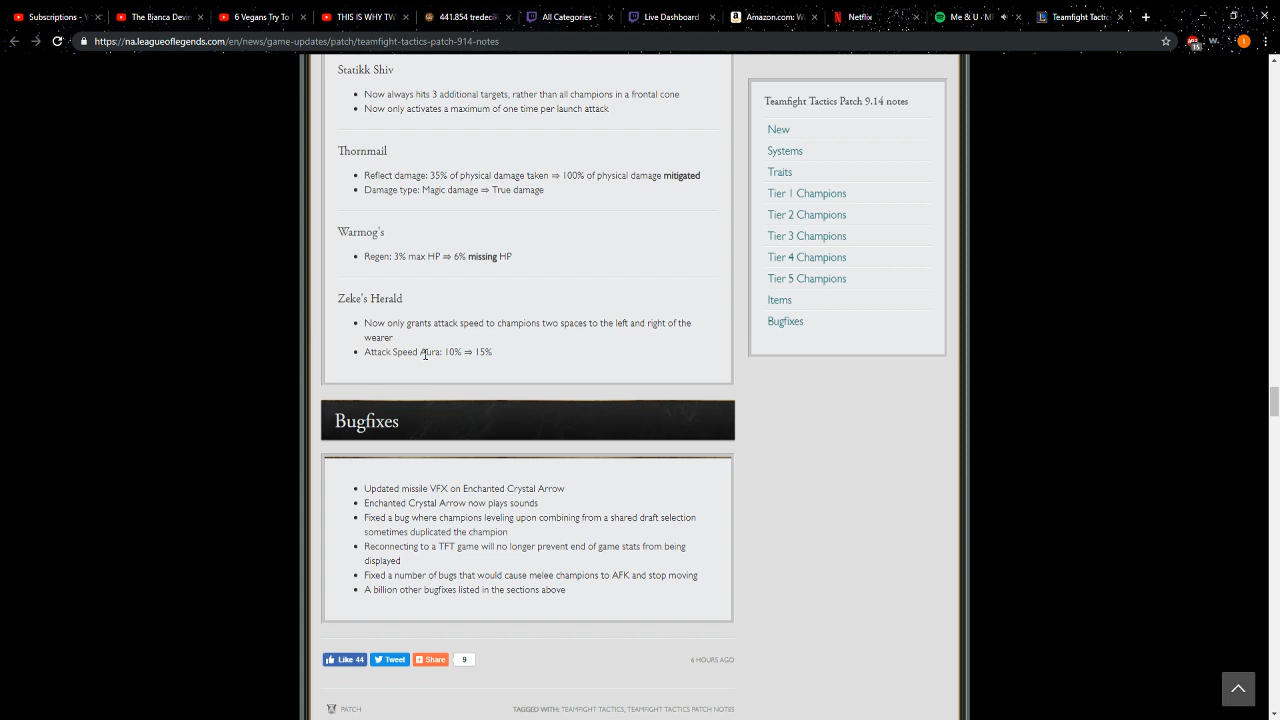 Subscriptions - Y
The Bianca Devi
6 Vegans Try To
THIS IS WHY TW
441.854 tredeci
All Categories -
Live Dashboard
Amazon.com: W
Netflix
Me & U - M
Teamfight Tactic
https://na.leagueoflegends.com/en/news/game-updates/patch/teamfight-tactics-patch-914-notes
Statikk Shiv
Now always hits 3 additional targets, rather than all champions in a frontal cone
Now only activates a maximum of one time per launch attack
Thornmail
Reflect damage: 35% of physical damage taken ⇒ 100% of physical damage mitigated
Damage type: Magic damage ⇒ True damage
Warmog's
Regen: 3% max HP ⇒ 6% missing HP
Zeke's Herald
Now only grants attack speed to champions two spaces to the left and right of the
wearer
Attack Speed Aura: 10% ⇒ 15%
Bugfixes
Updated missile VFX on Enchanted Crystal Arrow
Enchanted Crystal Arrow now plays sounds
Fixed a bug where champions leveling upon combining from a shared draft selection
sometimes duplicated the champion
Reconnecting to a TFT game will no longer prevent end of game stats from being
displayed
Fixed a number of bugs that would cause melee champions to AFK and stop moving
A billion other bugfixes listed in the sections above
Like 44
Tweet
Share
9
6 HOURS AGO
PATCH
TAGGED WITH: TEAMFIGHT TACTICS, TEAMFIGHT TACTICS PATCH NOTES
Teamfight Tactics Patch 9.14 notes
New
Systems
Traits
Tier 1 Champions
Tier 2 Champions
Tier 3 Champions
Tier 4 Champions
Tier 5 Champions
Items
Bugfixes